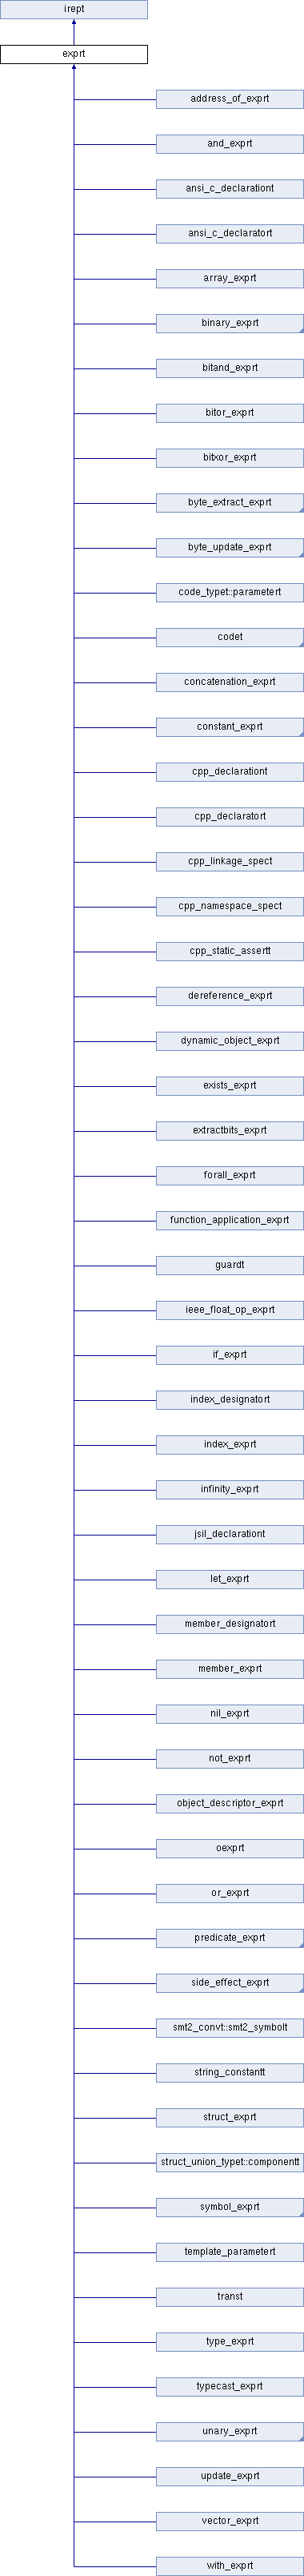 irept
exprt
address_of_exprt
and_exprt
ansi_c_declarationt
ansi_c_declaratort
array_exprt
binary_exprt
bitand_exprt
bitor_exprt
bitxor_exprt
byte_extract_exprt
byte_update_exprt
code_typet::parametert
codet
concatenation_exprt
constant_exprt
cpp_declarationt
cpp_declaratort
cpp_linkage_spect
cpp_namespace_spect
cpp_static_assertt
dereference_exprt
dynamic_object_exprt
exists_exprt
extractbits_exprt
forall_exprt
function_application_exprt
guardt
ieee_float_op_exprt
if_exprt
index_designatort
index_exprt
infinity_exprt
jsil_declarationt
let_exprt
member_designatort
member_exprt
nil_exprt
not_exprt
object_descriptor_exprt
oexprt
or_exprt
predicate_exprt
side_effect_exprt
smt2_convt::smt2_symbolt
string_constantt
struct_exprt
struct_union_typet::componentt
symbol_exprt
template_parametert
transt
type_exprt
typecast_exprt
unary_exprt
update_exprt
vector_exprt
with_exprt